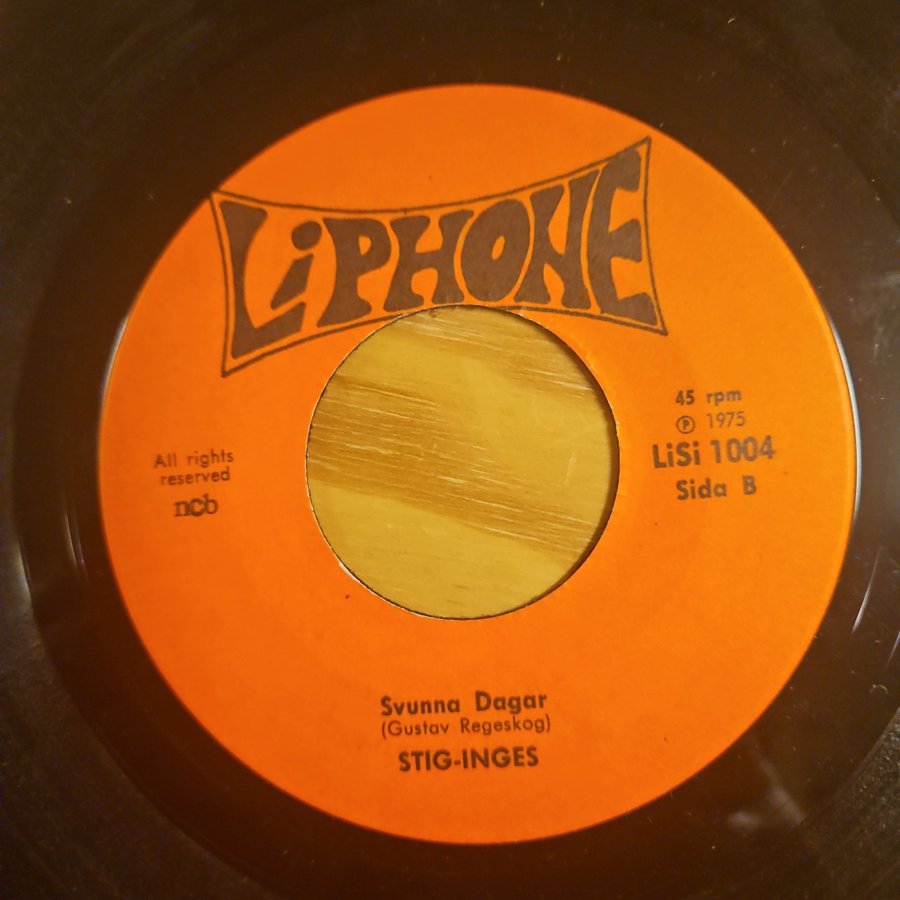 LiPHONE
45 rpm
Ⓟ 1975
LiSi 1004
Sida B
All rights
reserved
ncb
Svunna Dagar
(Gustav Regeskog)
STIG-INGES